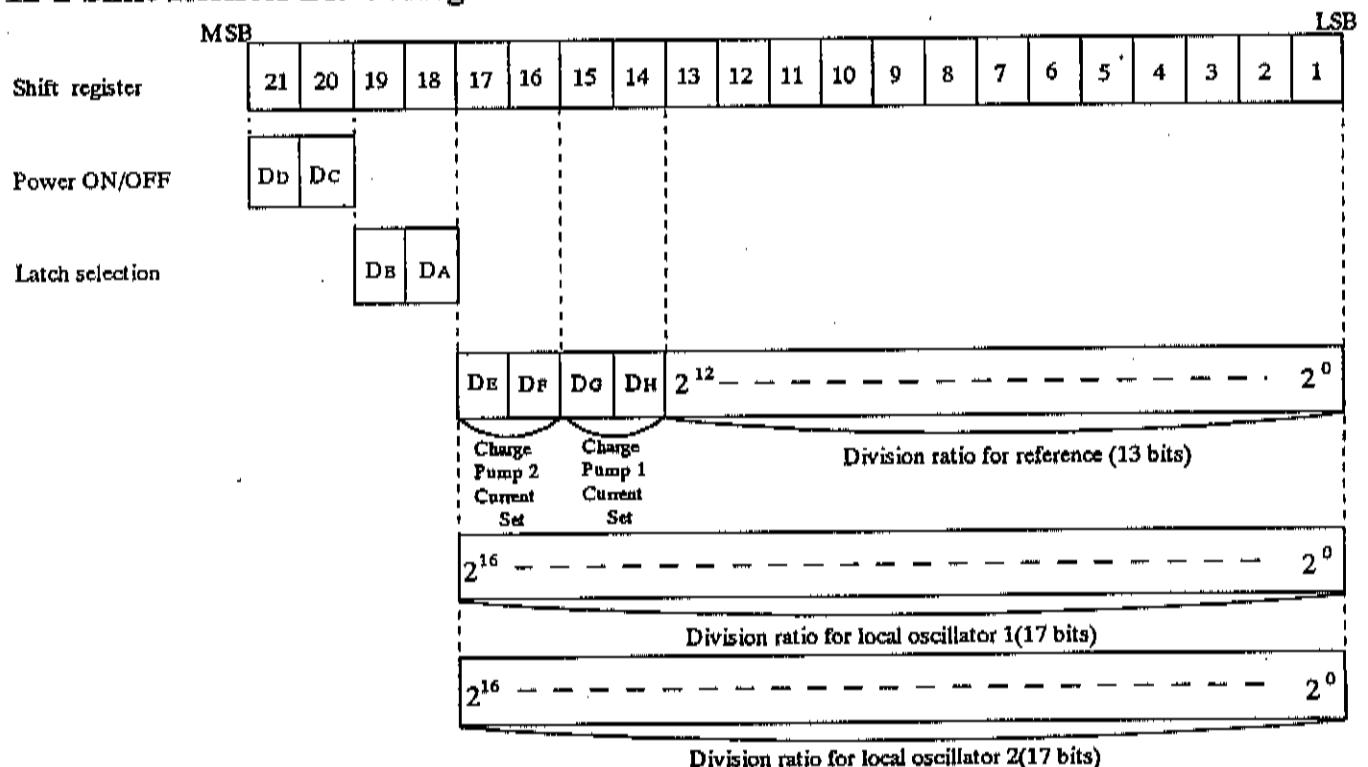 MSB
LSB
Shift register
21 20 19 18 17 16 15 14 13 12 11 10 9 8 7 6 5 4 3 2 1
Power ON/OFF
DD DC
Latch selection
DB DA
DE DF DG DH 2^12 2^0
Charge Pump 2 Current Set
Charge Pump 1 Current Set
Division ratio for reference (13 bits)
2^16 2^0
Division ratio for local oscillator 1(17 bits)
2^16 2^0
Division ratio for local oscillator 2(17 bits)